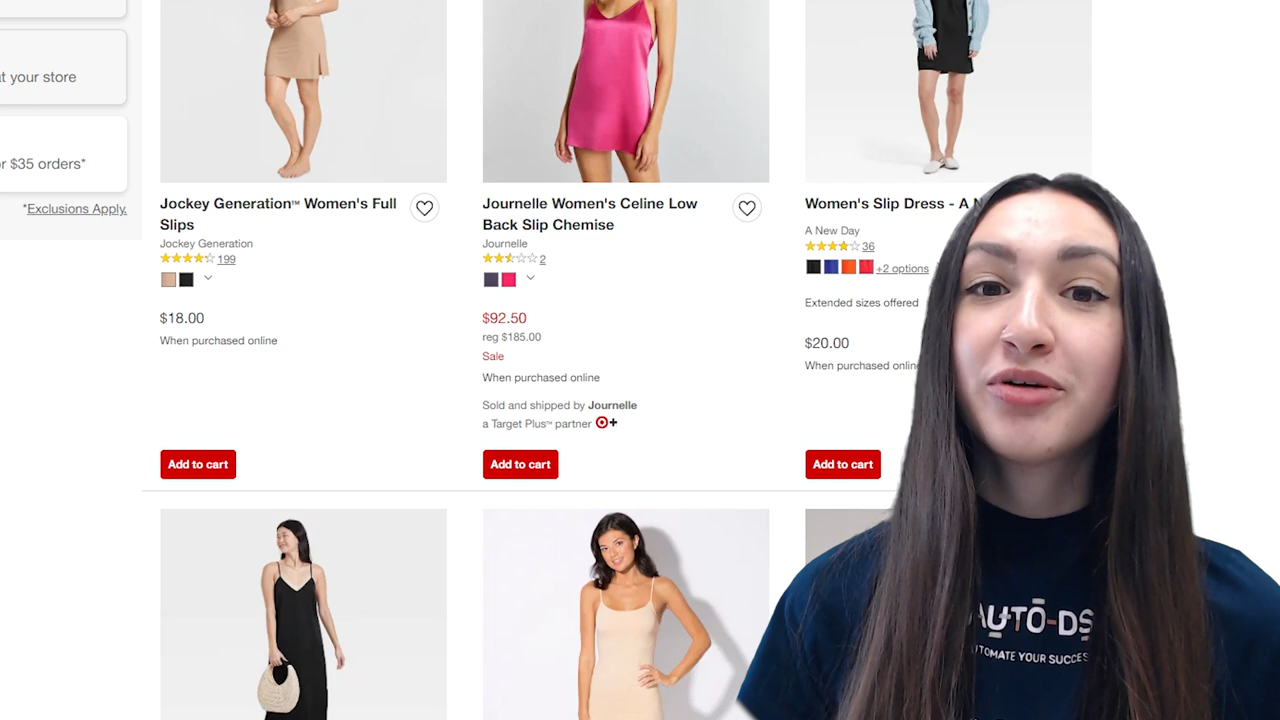 at your store
or $35 orders*
*Exclusions Apply.
Jockey Generation™ Women's Full
Slips
Jockey Generation
199
$18.00
When purchased online
Add to cart
Journelle Women's Celine Low
Back Slip Chemise
Journelle
2
$92.50
reg $185.00
Sale
When purchased online
Sold and shipped by Journelle
a Target Plus™ partner
Add to cart
Women's Slip Dress - A N
A New Day
36
+2 options
Extended sizes offered
$20.00
When purchased online
Add to cart
AUTO-DS
AUTOMATE YOUR SUCCES